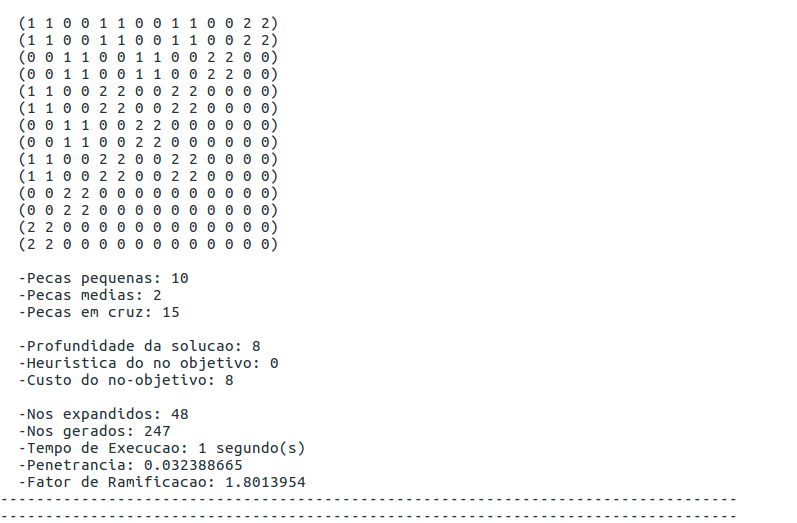 (1 1 0 0 1 1 0 0 1 1 0 0 2 2)
(1 1 0 0 1 1 0 0 1 1 0 0 2 2)
(0 0 1 1 0 0 1 1 0 0 2 2 0 0)
(0 0 1 1 0 0 1 1 0 0 2 2 0 0)
(1 1 0 0 2 2 0 0 2 2 0 0 0 0)
(1 1 0 0 2 2 0 0 2 2 0 0 0 0)
(0 0 1 1 0 0 2 2 0 0 0 0 0 0)
(0 0 1 1 0 0 2 2 0 0 0 0 0 0)
(1 1 0 0 2 2 0 0 2 2 0 0 0 0)
(1 1 0 0 2 2 0 0 2 2 0 0 0 0)
(0 0 2 2 0 0 0 0 0 0 0 0 0 0)
(0 0 2 2 0 0 0 0 0 0 0 0 0 0)
(2 2 0 0 0 0 0 0 0 0 0 0 0 0)
(2 2 0 0 0 0 0 0 0 0 0 0 0 0)
-Pecas pequenas: 10
-Pecas medias: 2
-Pecas em cruz: 15
-Profundidade da solucao: 8
-Heuristica do no objetivo: 0
-Custo do no-objetivo: 8
-Nos expandidos: 48
-Nos gerados: 247
-Tempo de Execucao: 1 segundo(s)
-Penetrancia: 0.032388665
-Fator de Ramificacao: 1.8013954
----------------------------------------------------------------------------------
----------------------------------------------------------------------------------